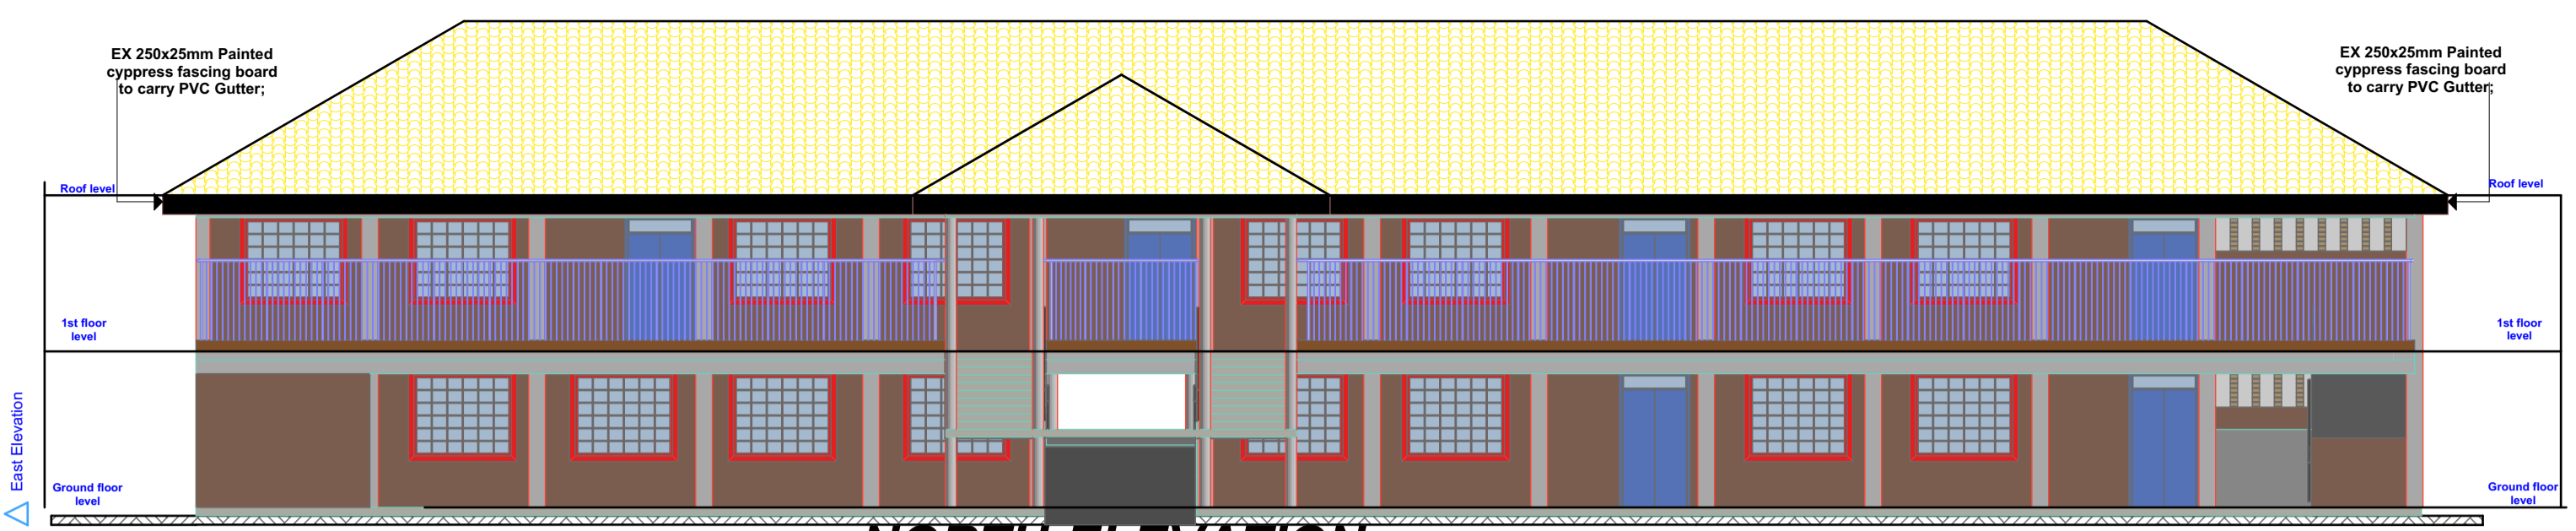 EX 250x25mm Painted
cyppress fascing board
to carry PVC Gutter;
EX 250x25mm Painted
cyppress fascing board
to carry PVC Gutter;
Roof level
Roof level
1st floor
level
1st floor
level
East Elevation
Ground floor
level
Ground floor
level
NORTH ELEVATION